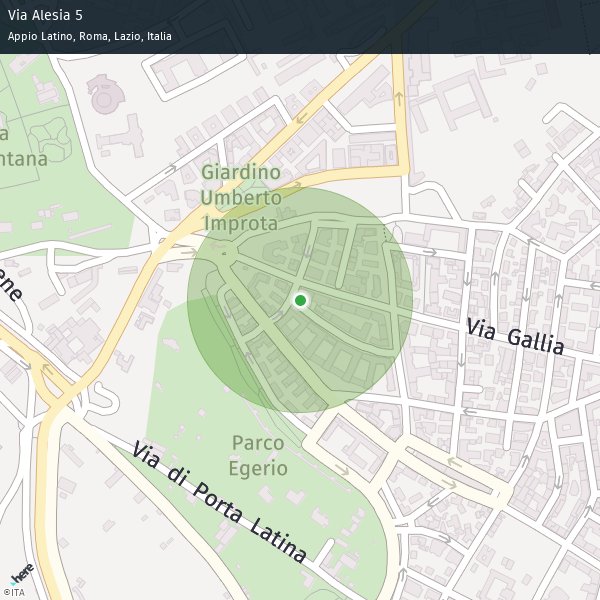 Via Alesia 5
Appio Latino, Roma, Lazio, Italia
a
ntana
Giardino
Umberto
Improta
ene
Via Gallia
Parco
Egerio
Via di Porta Latina
here
©ITA